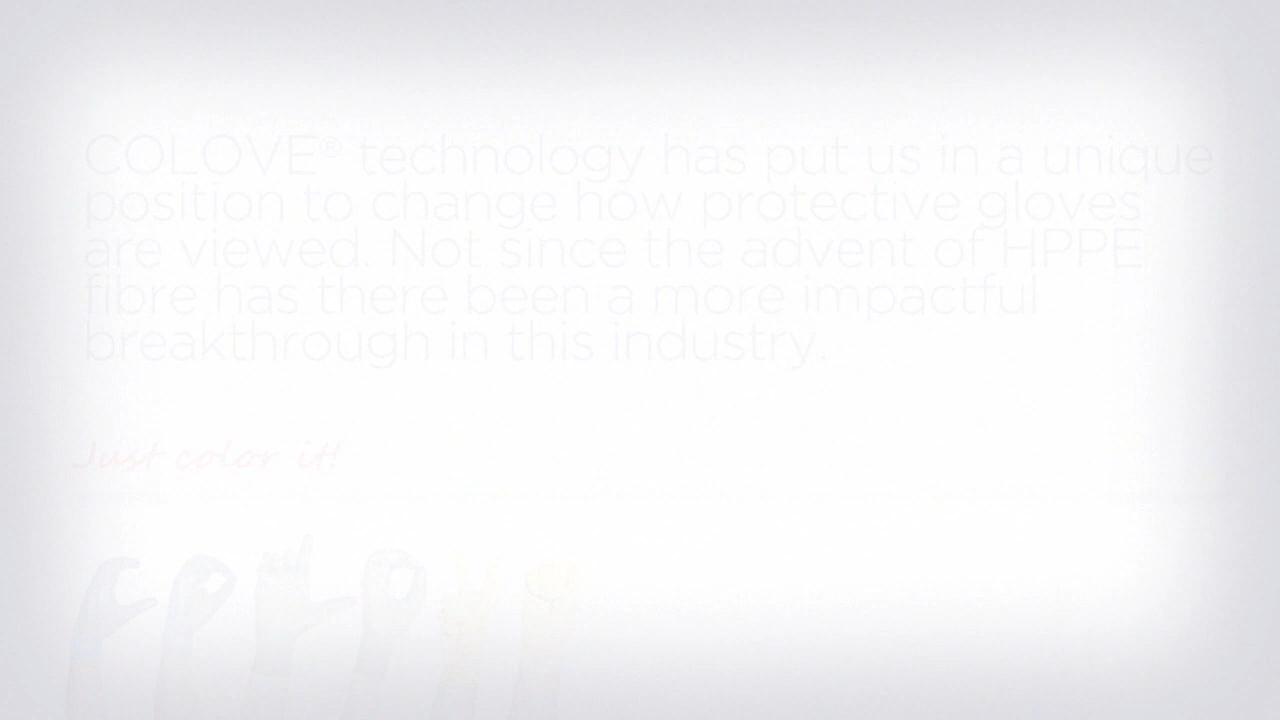 COLOVE® technology has put us in a unique
position to change how protective gloves
are viewed. Not since the advent of HPPE
fibre has there been a more impactful
breakthrough in this industry.
Just color it!